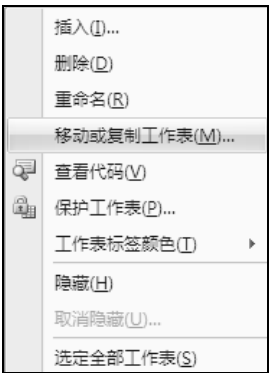 插入(I)...
删除(D)
重命名(R)
移动或复制工作表(M)...
查看代码(V)
保护工作表(P)...
工作表标签颜色(T)
隐藏(H)
取消隐藏(U)...
选定全部工作表(S)